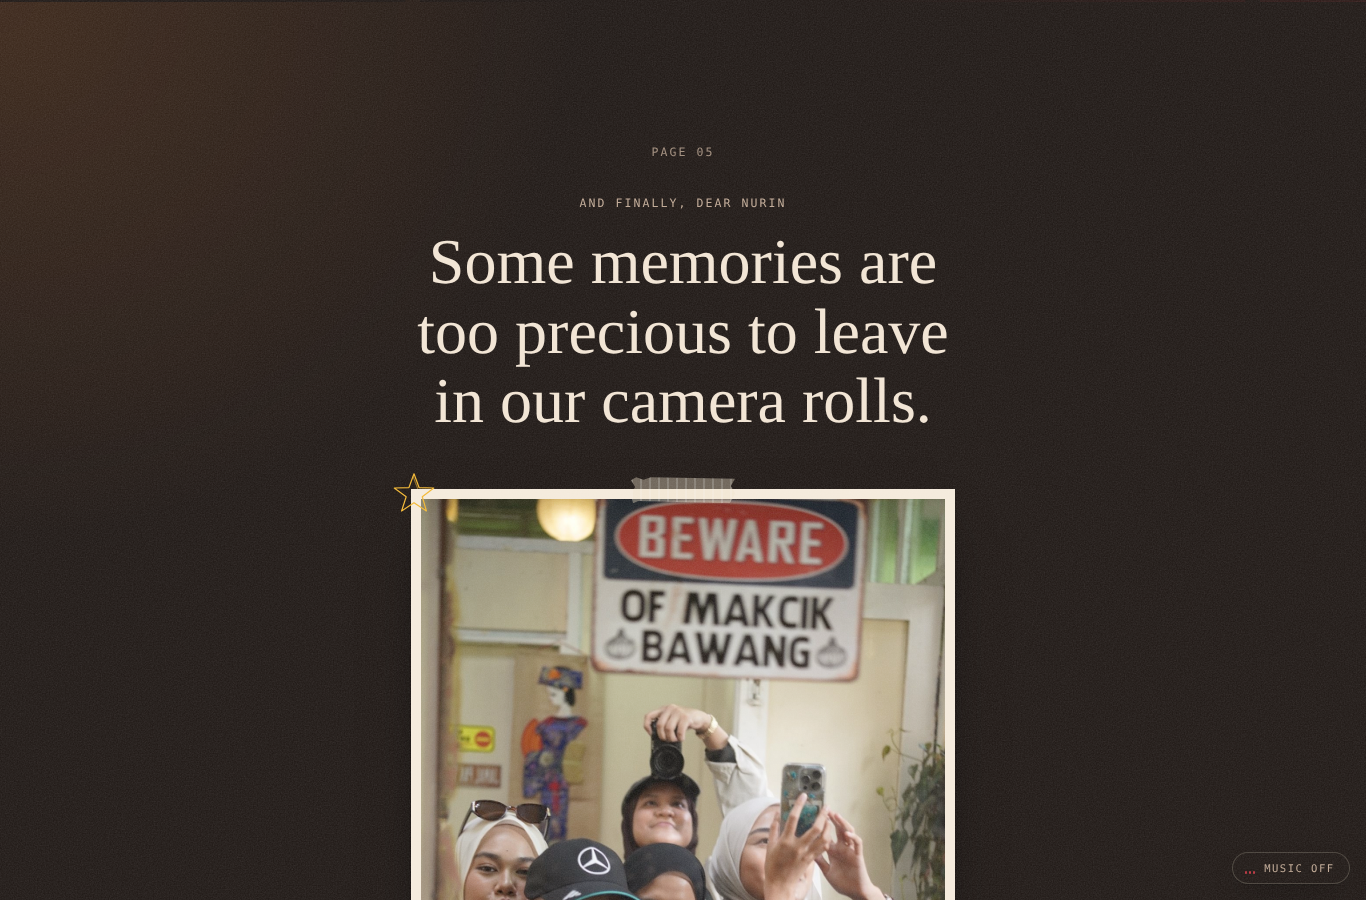 PAGE 05
AND FINALLY, DEAR NURIN
Some memories are
too precious to leave
in our camera rolls.
BEWARE
OF MAKCIK
BAWANG
MUSIC OFF